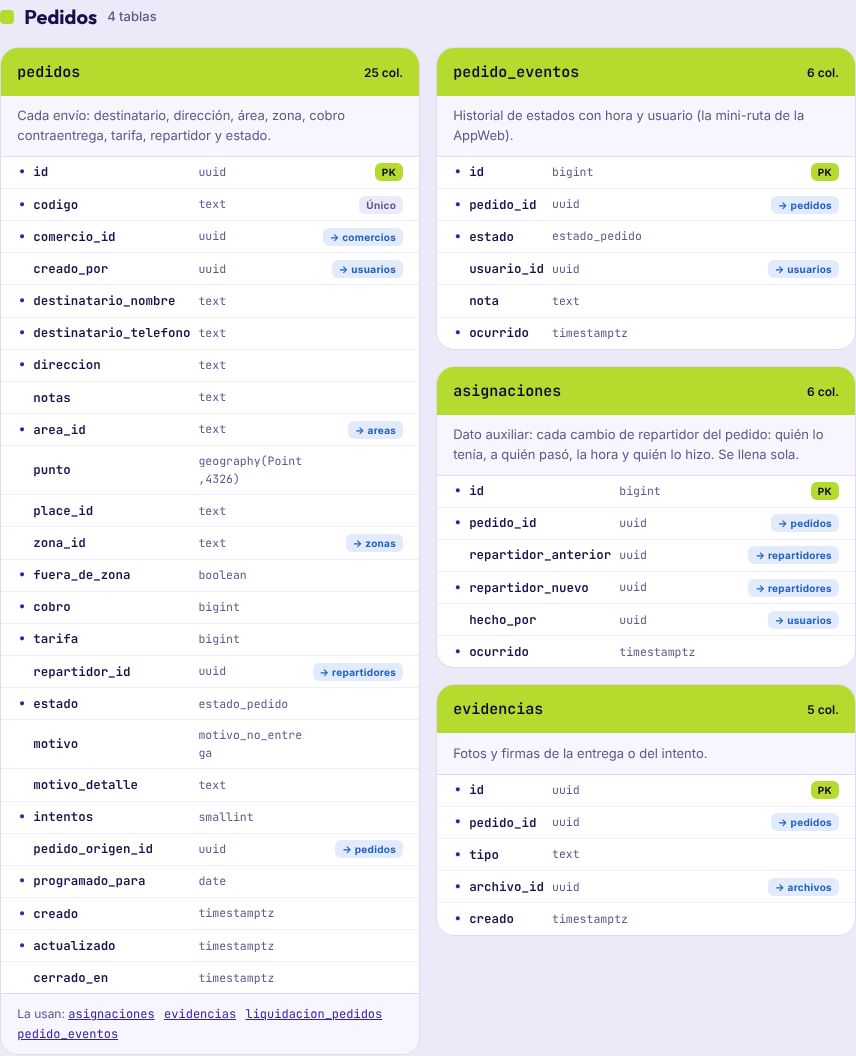 Pedidos 4 tablas
pedidos 25 col.
Cada envío: destinatario, dirección, área, zona, cobro
contraentrega, tarifa, repartidor y estado.
• id uuid PK
• codigo text Único
• comercio_id uuid → comercios
creado_por uuid → usuarios
• destinatario_nombre text
• destinatario_telefono text
• direccion text
notas text
• area_id text → areas
punto geography(Point
,4326)
place_id text
zona_id text → zonas
• fuera_de_zona boolean
• cobro bigint
• tarifa bigint
repartidor_id uuid → repartidores
• estado estado_pedido
motivo motivo_no_entre
ga
motivo_detalle text
• intentos smallint
pedido_origen_id uuid → pedidos
• programado_para date
• creado timestamptz
• actualizado timestamptz
cerrado_en timestamptz
La usan: asignaciones evidencias liquidacion_pedidos
pedido_eventos
pedido_eventos 6 col.
Historial de estados con hora y usuario (la mini-ruta de la
AppWeb).
• id bigint PK
• pedido_id uuid → pedidos
• estado estado_pedido
usuario_id uuid → usuarios
nota text
• ocurrido timestamptz
asignaciones 6 col.
Dato auxiliar: cada cambio de repartidor del pedido: quién lo
tenía, a quién pasó, la hora y quién lo hizo. Se llena sola.
• id bigint PK
• pedido_id uuid → pedidos
repartidor_anterior uuid → repartidores
• repartidor_nuevo uuid → repartidores
hecho_por uuid → usuarios
• ocurrido timestamptz
evidencias 5 col.
Fotos y firmas de la entrega o del intento.
• id uuid PK
• pedido_id uuid → pedidos
• tipo text
• archivo_id uuid → archivos
• creado timestamptz